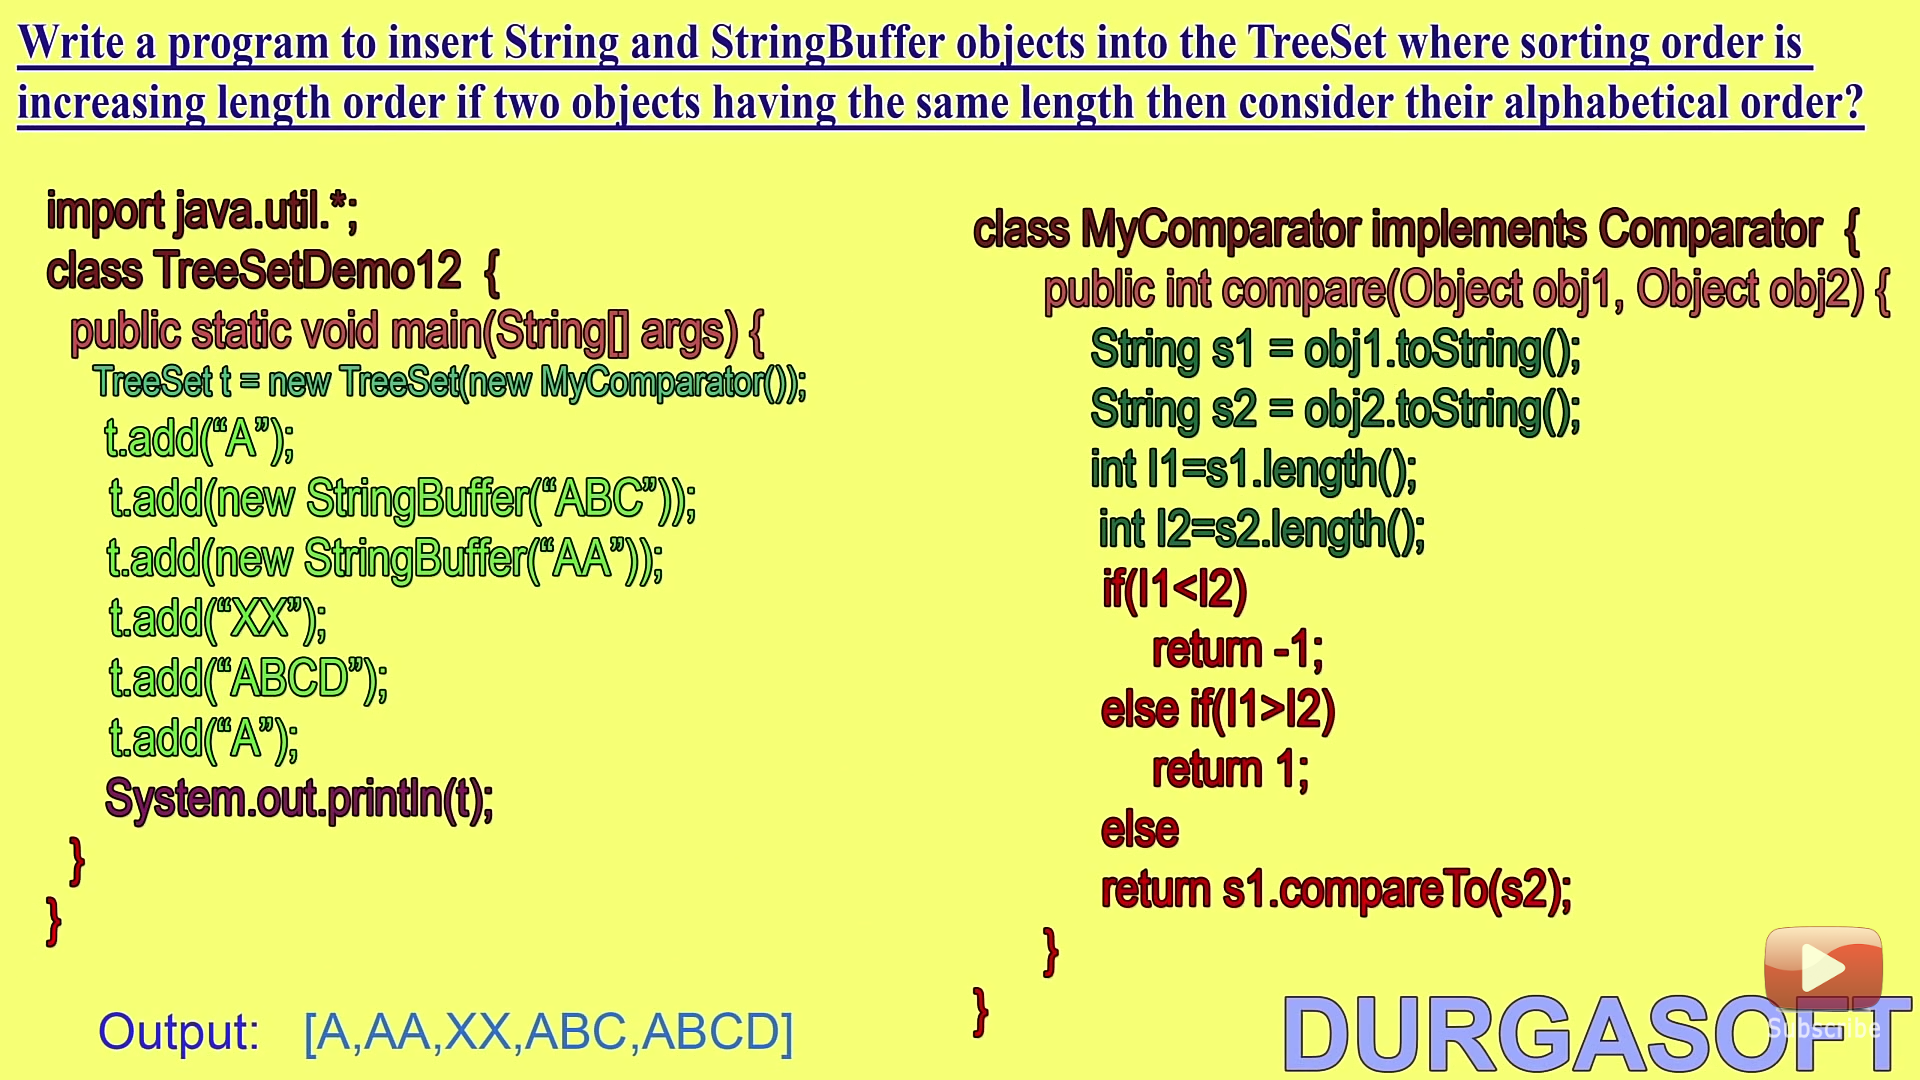 Write a program to insert String and StringBuffer objects into the TreeSet where sorting order is
increasing length order if two objects having the same length then consider their alphabetical order?
import java.util.*;
class TreeSetDemo12 {
public static void main(String[] args) {
TreeSet t = new TreeSet(new MyComparator());
t.add(“A”);
t.add(new StringBuffer(“ABC”));
t.add(new StringBuffer(“AA”));
t.add(“XX”);
t.add(“ABCD”);
t.add(“A”);
System.out.println(t);
}
}
Output: [A,AA,XX,ABC,ABCD]
class MyComparator implements Comparator {
public int compare(Object obj1, Object obj2) {
String s1 = obj1.toString();
String s2 = obj2.toString();
int l1=s1.length();
int l2=s2.length();
if(l1<l2)
return -1;
else if(l1>l2)
return 1;
else
return s1.compareTo(s2);
}
}
DURGASOFT
Subscribe